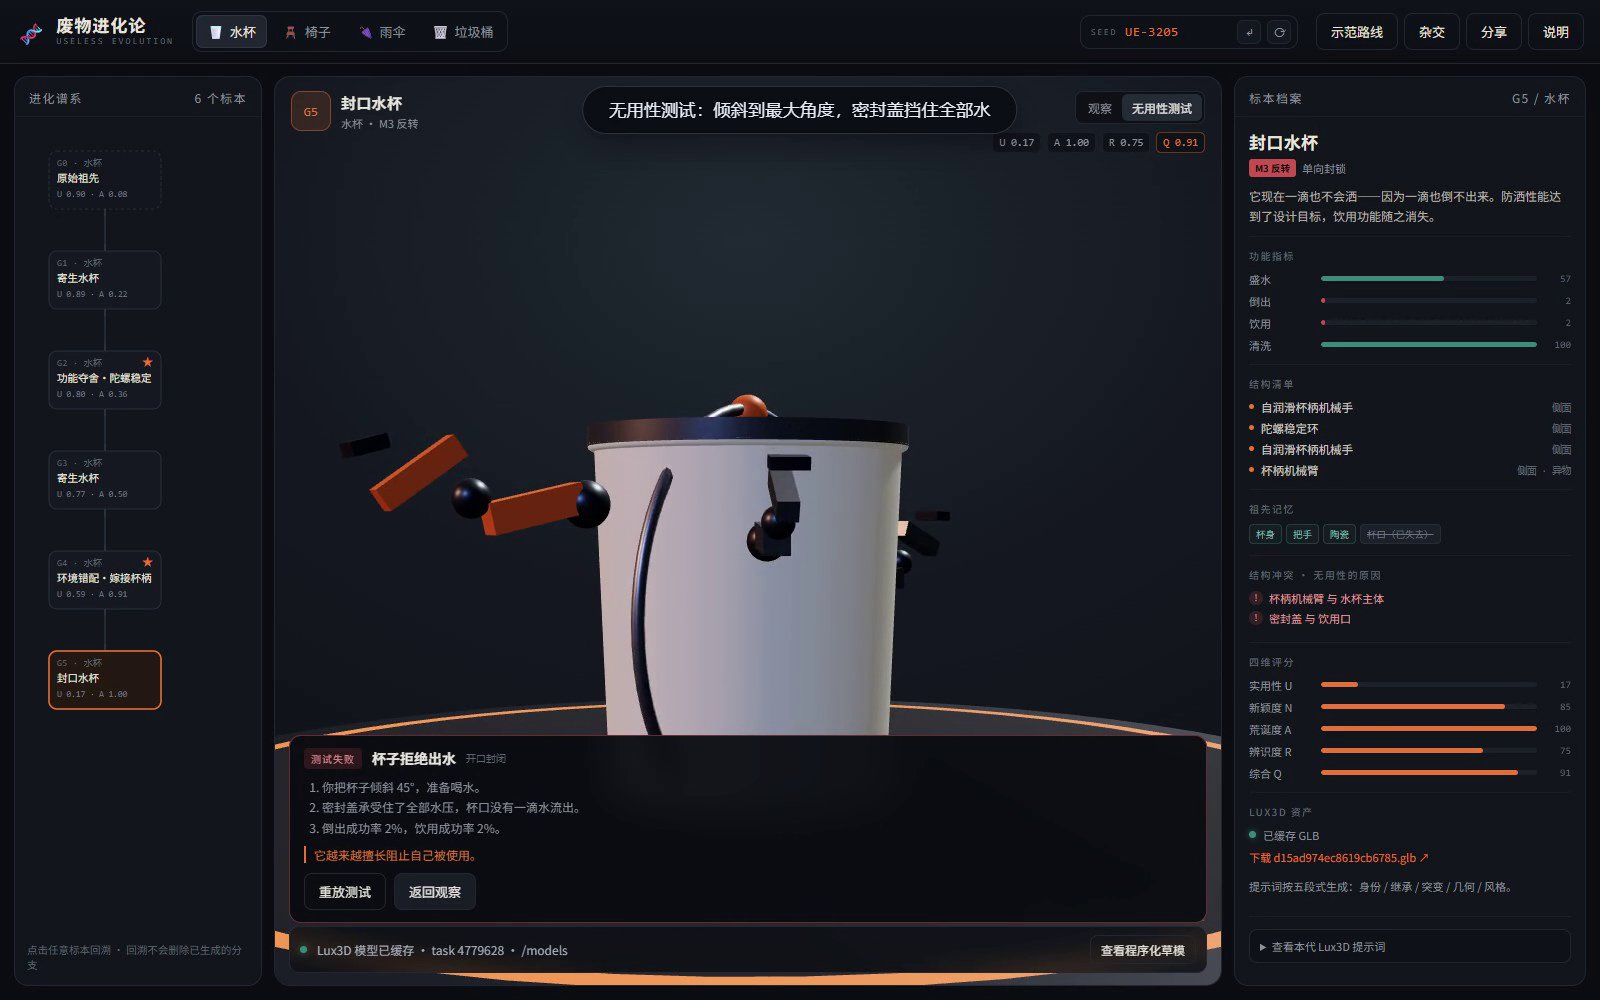 废物进化论
USELESS EVOLUTION
水杯
椅子
雨伞
垃圾桶
SEED UE-3205
示范路线
杂交
分享
说明
进化谱系
6 个标本
G0 · 水杯
原始祖先
U 0.90 · A 0.08
G1 · 水杯
寄生水杯
U 0.89 · A 0.22
G2 · 水杯 ★
功能夺舍·陀螺稳定
U 0.80 · A 0.36
G3 · 水杯
寄生水杯
U 0.77 · A 0.50
G4 · 水杯 ★
环境错配·嫁接杯柄
U 0.59 · A 0.91
G5 · 水杯
封口水杯
U 0.17 · A 1.00
点击任意标本回溯 · 回溯不会删除已生成的分
支
G5
封口水杯
水杯 · M3 反转
无用性测试：倾斜到最大角度，密封盖挡住全部水
观察
无用性测试
U 0.17
A 1.00
R 0.75
Q 0.91
测试失败 杯子拒绝出水 开口封闭
1. 你把杯子倾斜 45°，准备喝水。
2. 密封盖承受住了全部水压，杯口没有一滴水流出。
3. 倒出成功率 2%，饮用成功率 2%。
它越来越擅长阻止自己被使用。
重放测试
返回观察
Lux3D 模型已缓存 · task 4779628 · /models
查看程序化草模
标本档案
G5 / 水杯
封口水杯
M3 反转 单向封锁
它现在一滴也不会洒——因为一滴也倒不出来。防洒性能达
到了设计目标，饮用功能随之消失。
功能指标
盛水 57
倒出 2
饮用 2
清洗 100
结构清单
自润滑杯柄机械手 侧面
陀螺稳定环 侧面
自润滑杯柄机械手 侧面
杯柄机械臂 侧面 · 异物
祖先记忆
杯身
把手
陶瓷
杯口（已失去）
结构冲突 · 无用性的原因
! 杯柄机械臂 与 水杯主体
! 密封盖 与 饮用口
四维评分
实用性 U 17
新颖度 N 85
荒诞度 A 100
辨识度 R 75
综合 Q 91
LUX3D 资产
已缓存 GLB
下载 d15ad974ec8619cb6785.glb ↗
提示词按五段式生成：身份 / 继承 / 突变 / 几何 / 风格。
▶ 查看本代 Lux3D 提示词